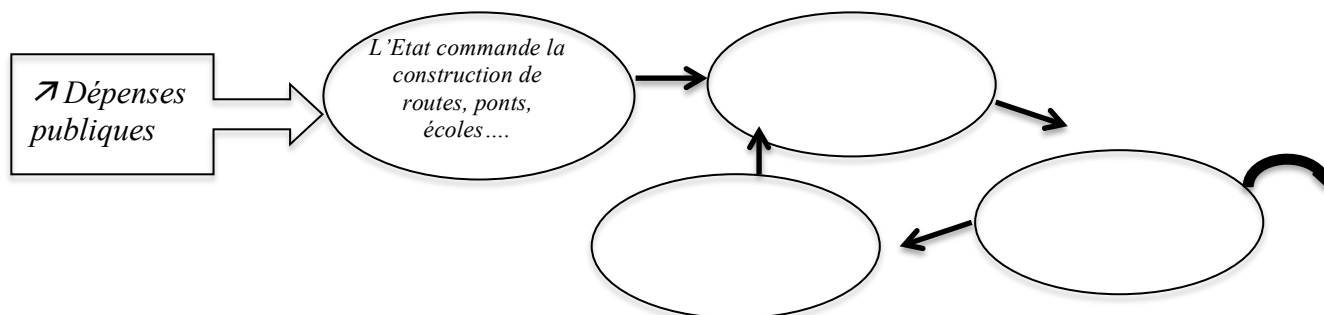 ↗ Dépenses
publiques
L’Etat commande la
construction de
routes, ponts,
écoles….